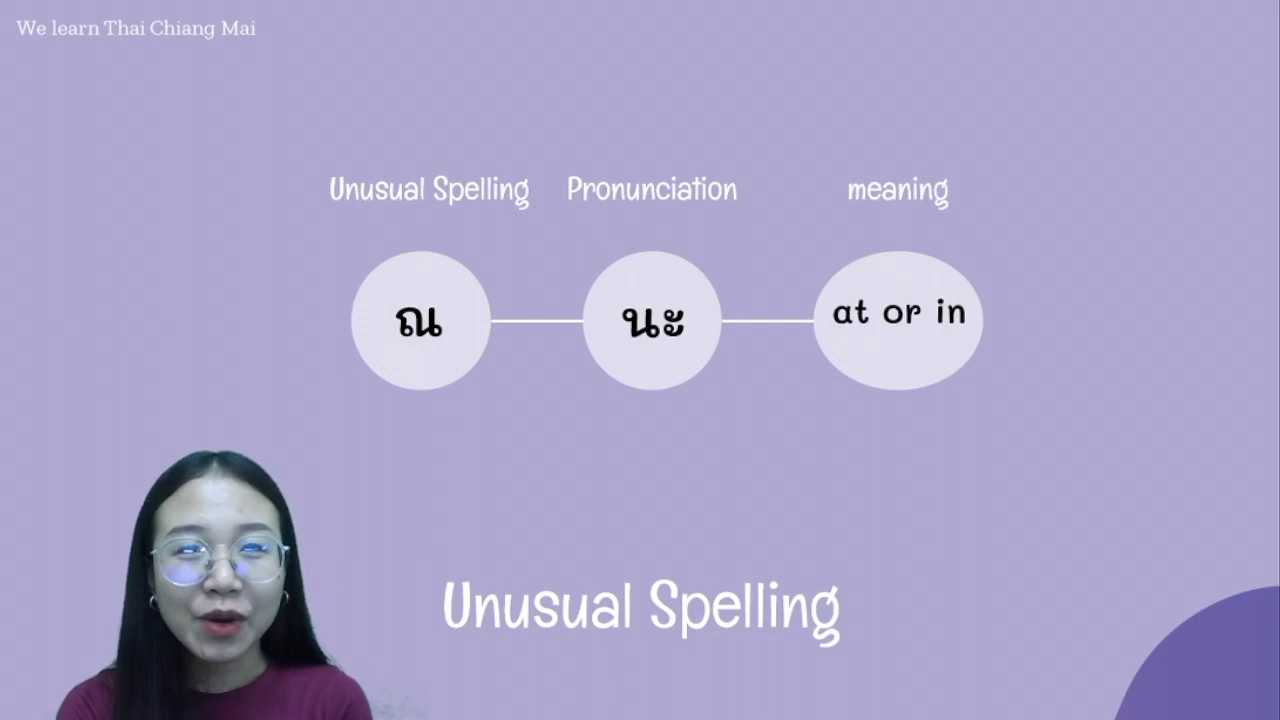 We learn Thai Chiang Mai
Unusual Spelling Pronunciation meaning
ณ นะ at or in
Unusual Spelling